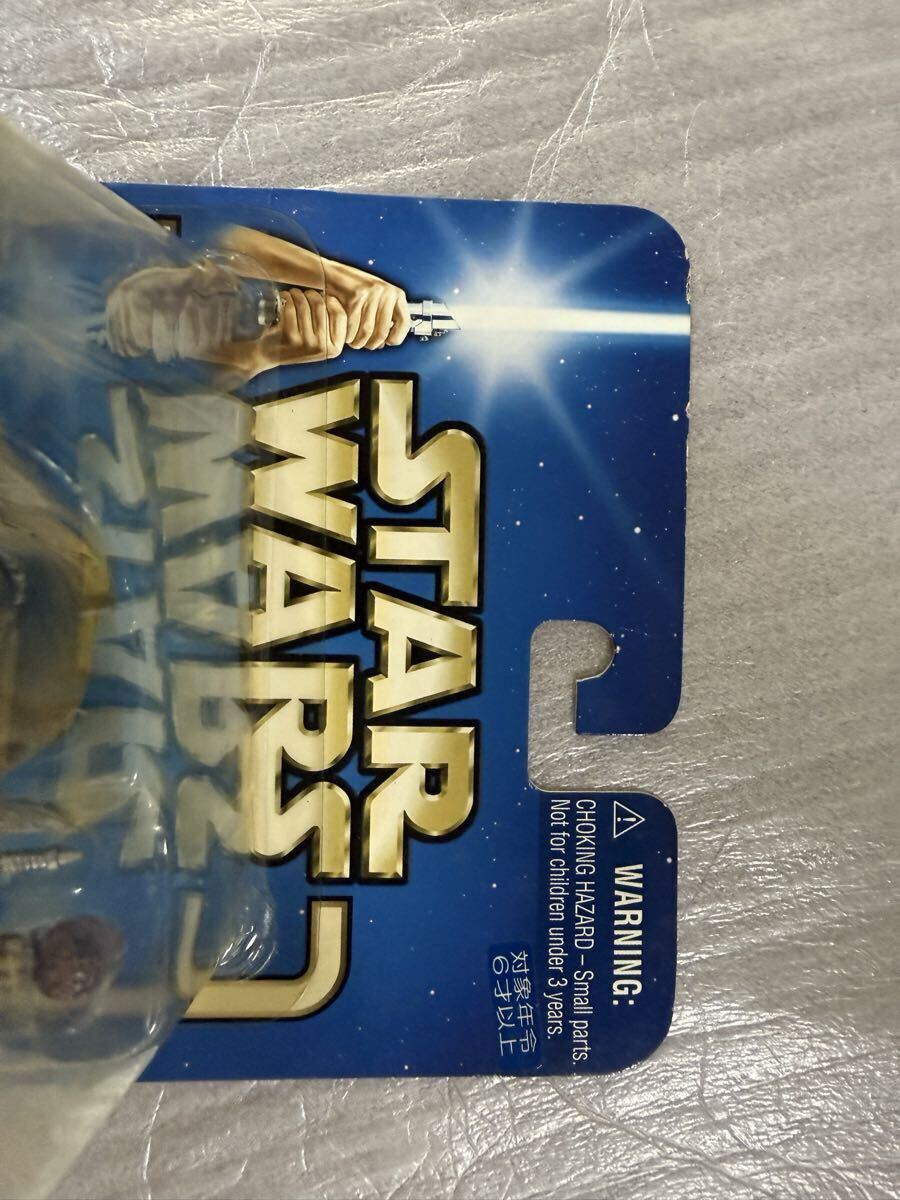 STAR
WARS
WARNING:
CHOKING HAZARD – Small parts.
Not for children under 3 years.
対象年令
6才以上